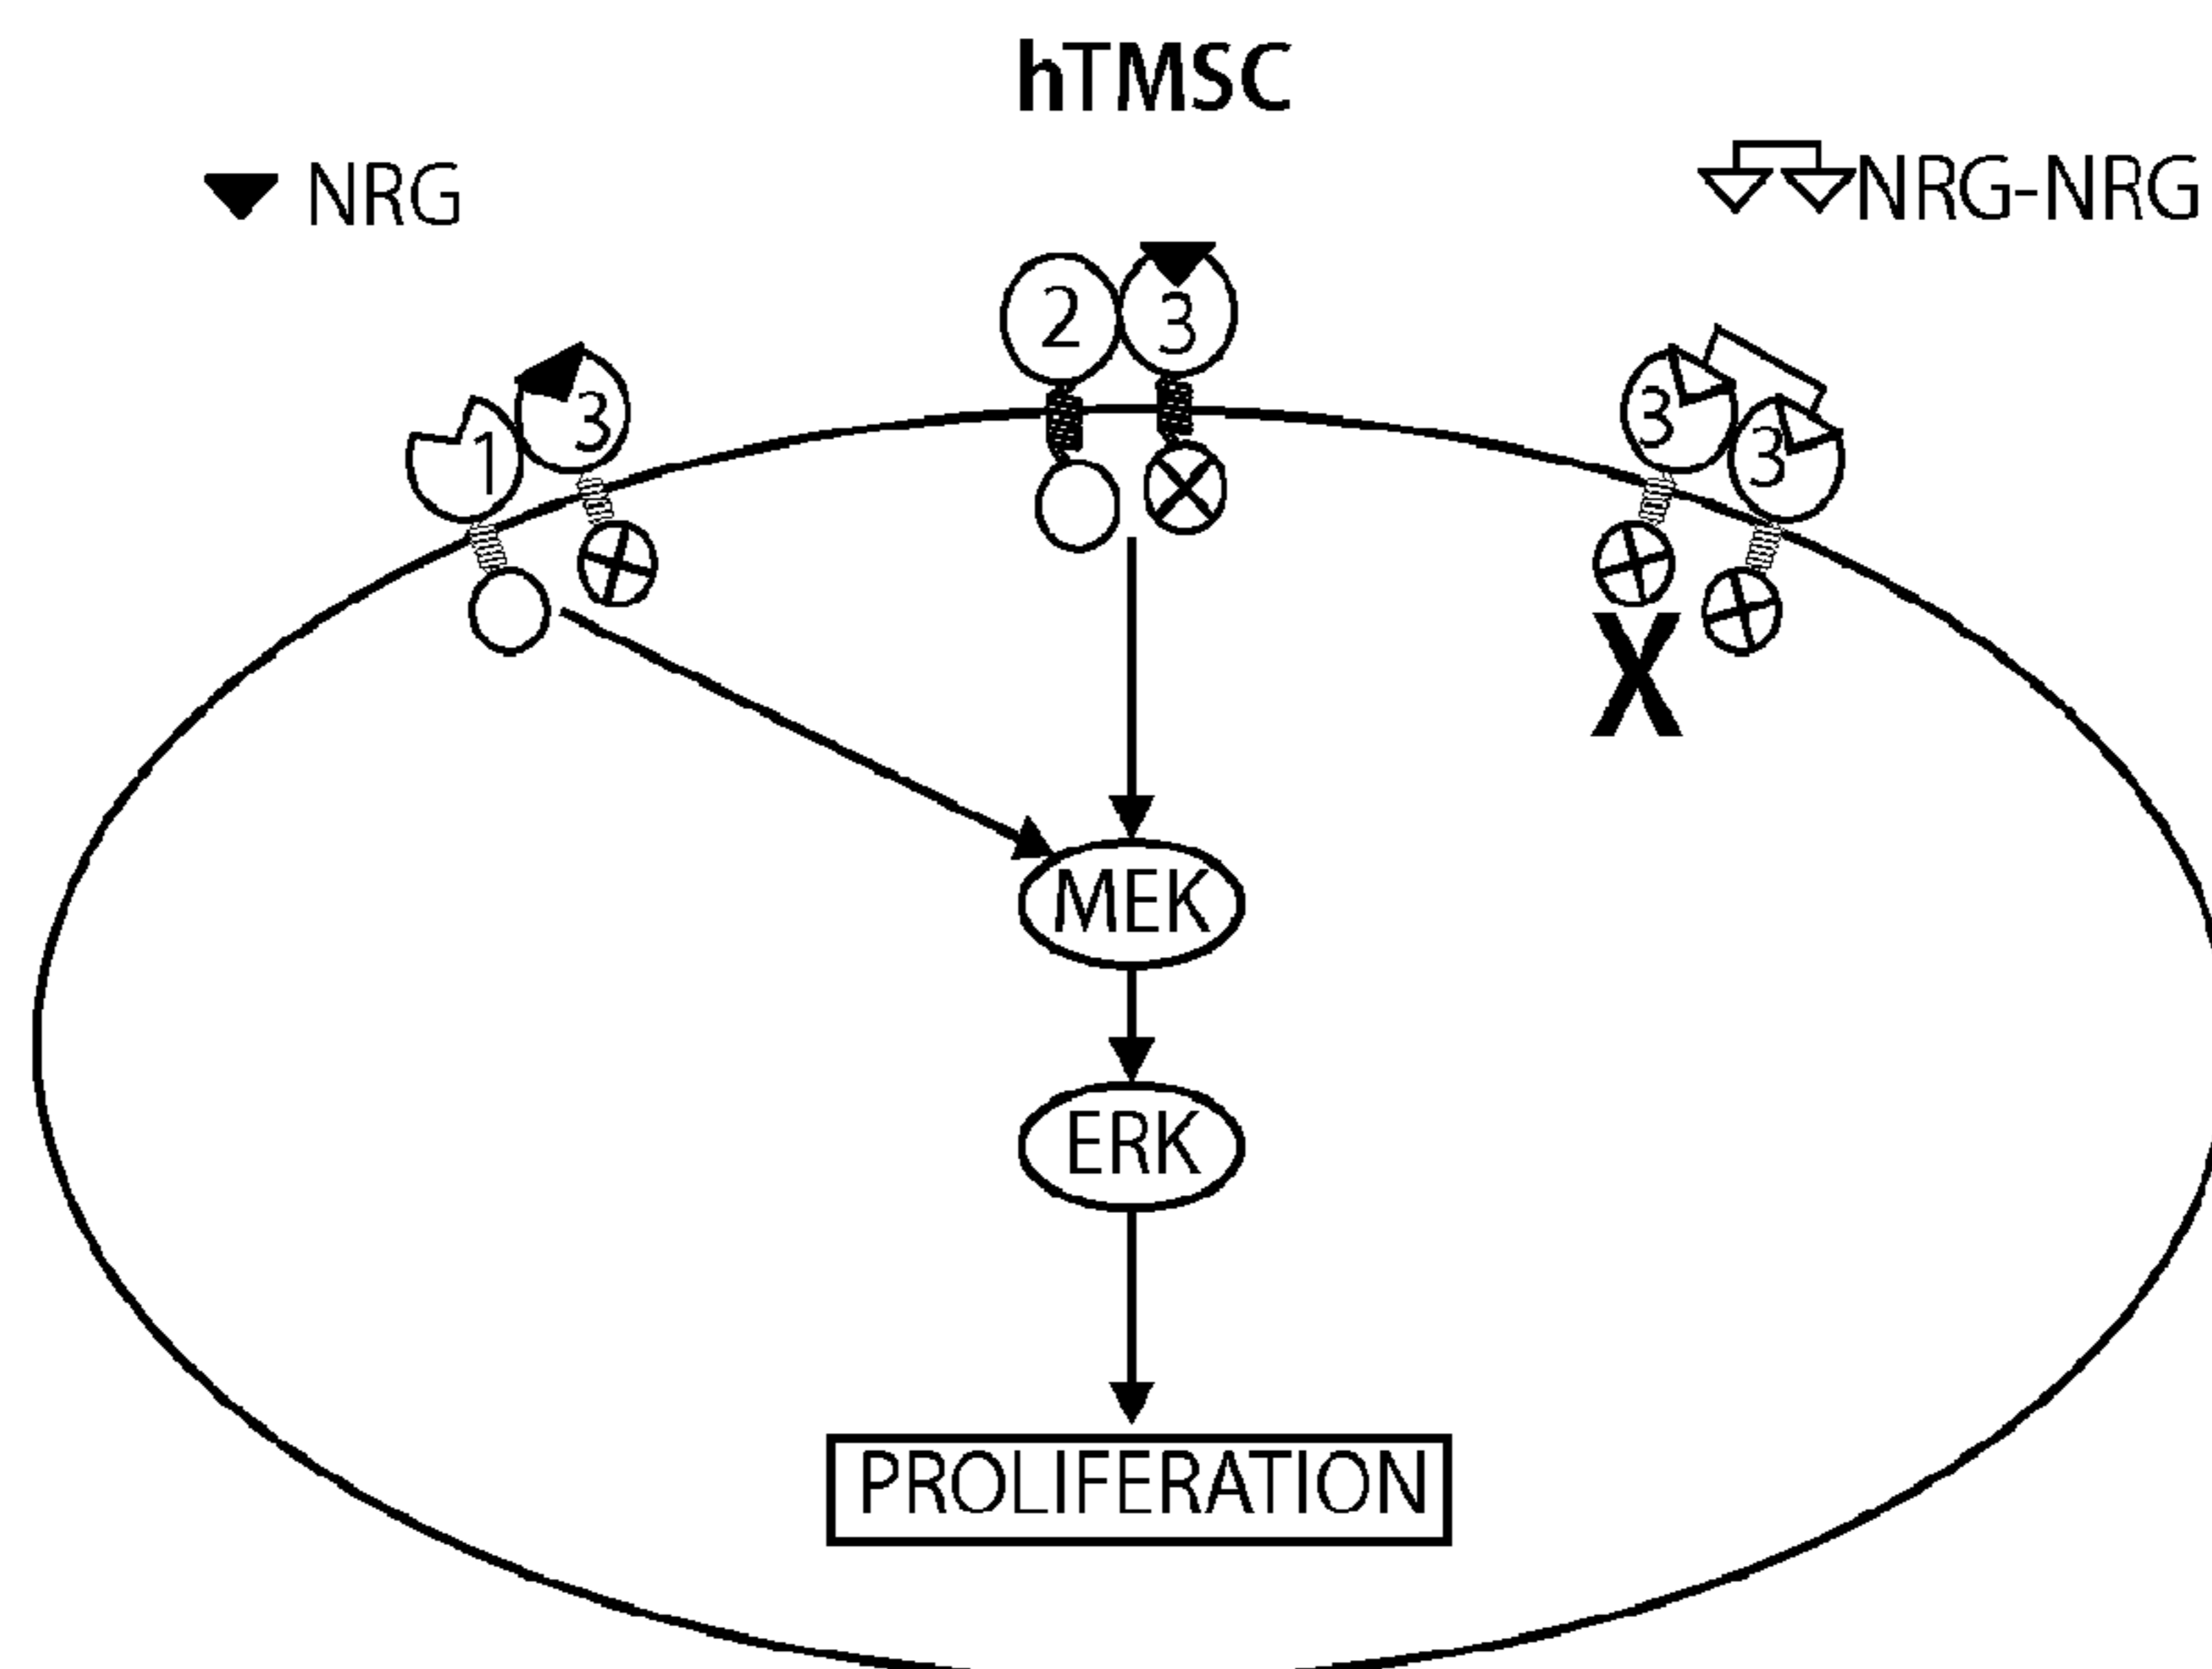 hTMSC
NRG
NRG-NRG
2
3
1
3
3
3
X
MEK
ERK
PROLIFERATION